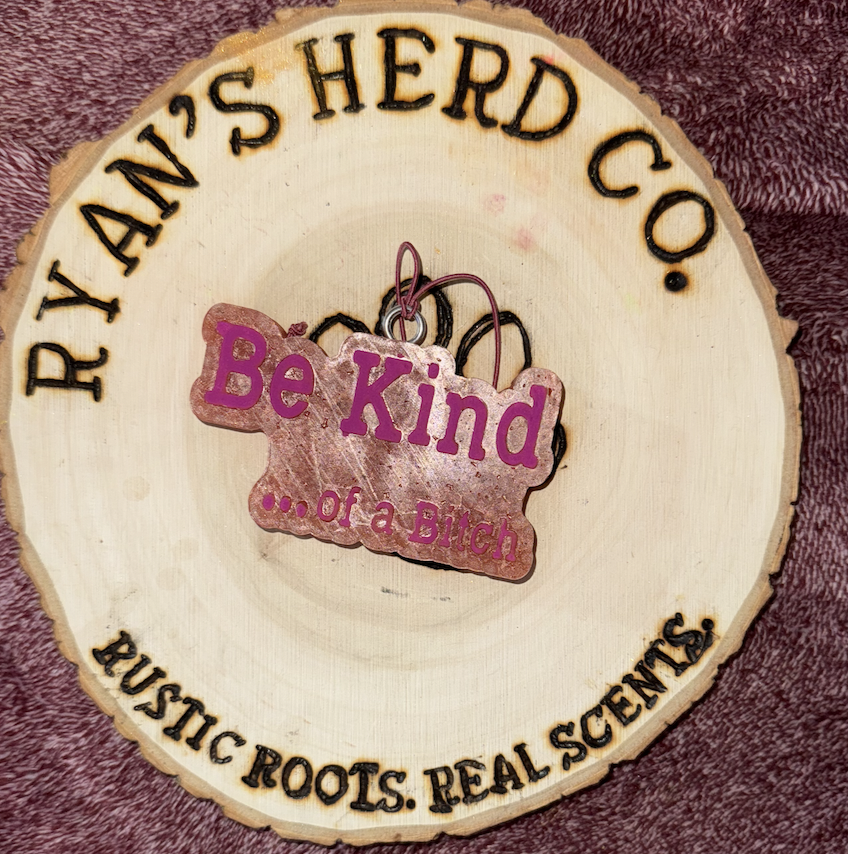 RYAN'S HERD CO.
Be Kind
...of a Bitch
RUSTIC ROOTS. REAL SCENTS.